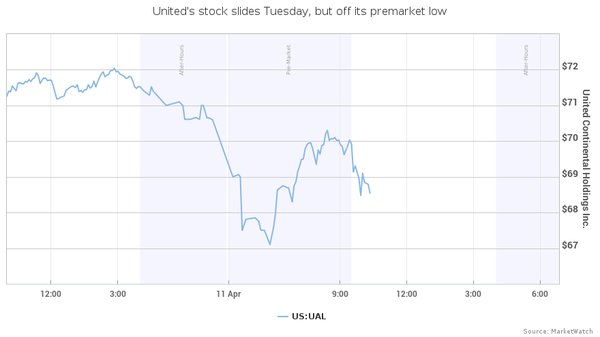 United's stock slides Tuesday, but off its premarket low
After-Hours
Pre-Market
After-Hours
$72
$71
$70
$69
$68
$67
United Continental Holdings Inc.
12:00
3:00
11 Apr
9:00
12:00
3:00
6:00
US:UAL
Source: MarketWatch